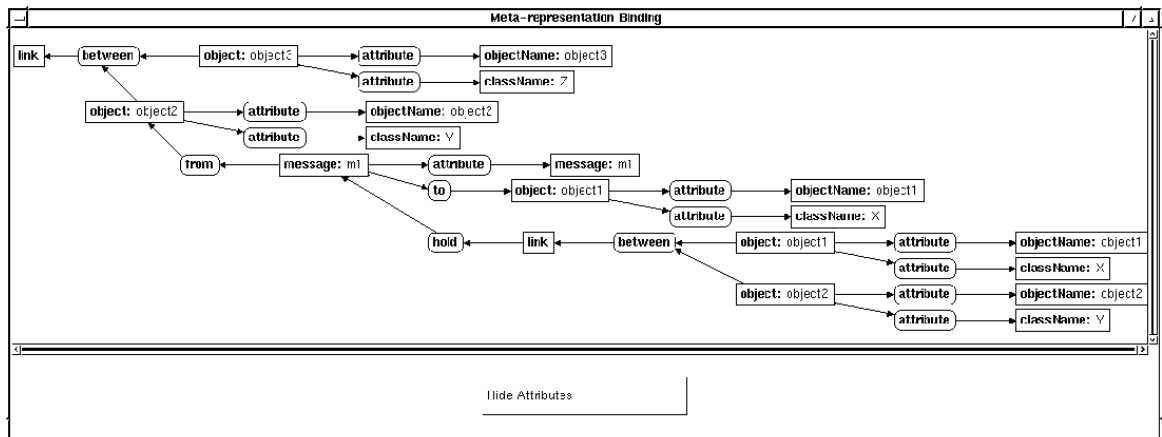 Meta-representation Binding
link between object: object3 attribute objectName: object3
attribute className: Z
object: object2 attribute objectName: object2
attribute className: Y
from message: m1 attribute message: m1
to object: object1 attribute objectName: object1
attribute className: X
hold link between object: object1 attribute objectName: object1
attribute className: X
object: object2 attribute objectName: object2
attribute className: Y
Hide Attributes